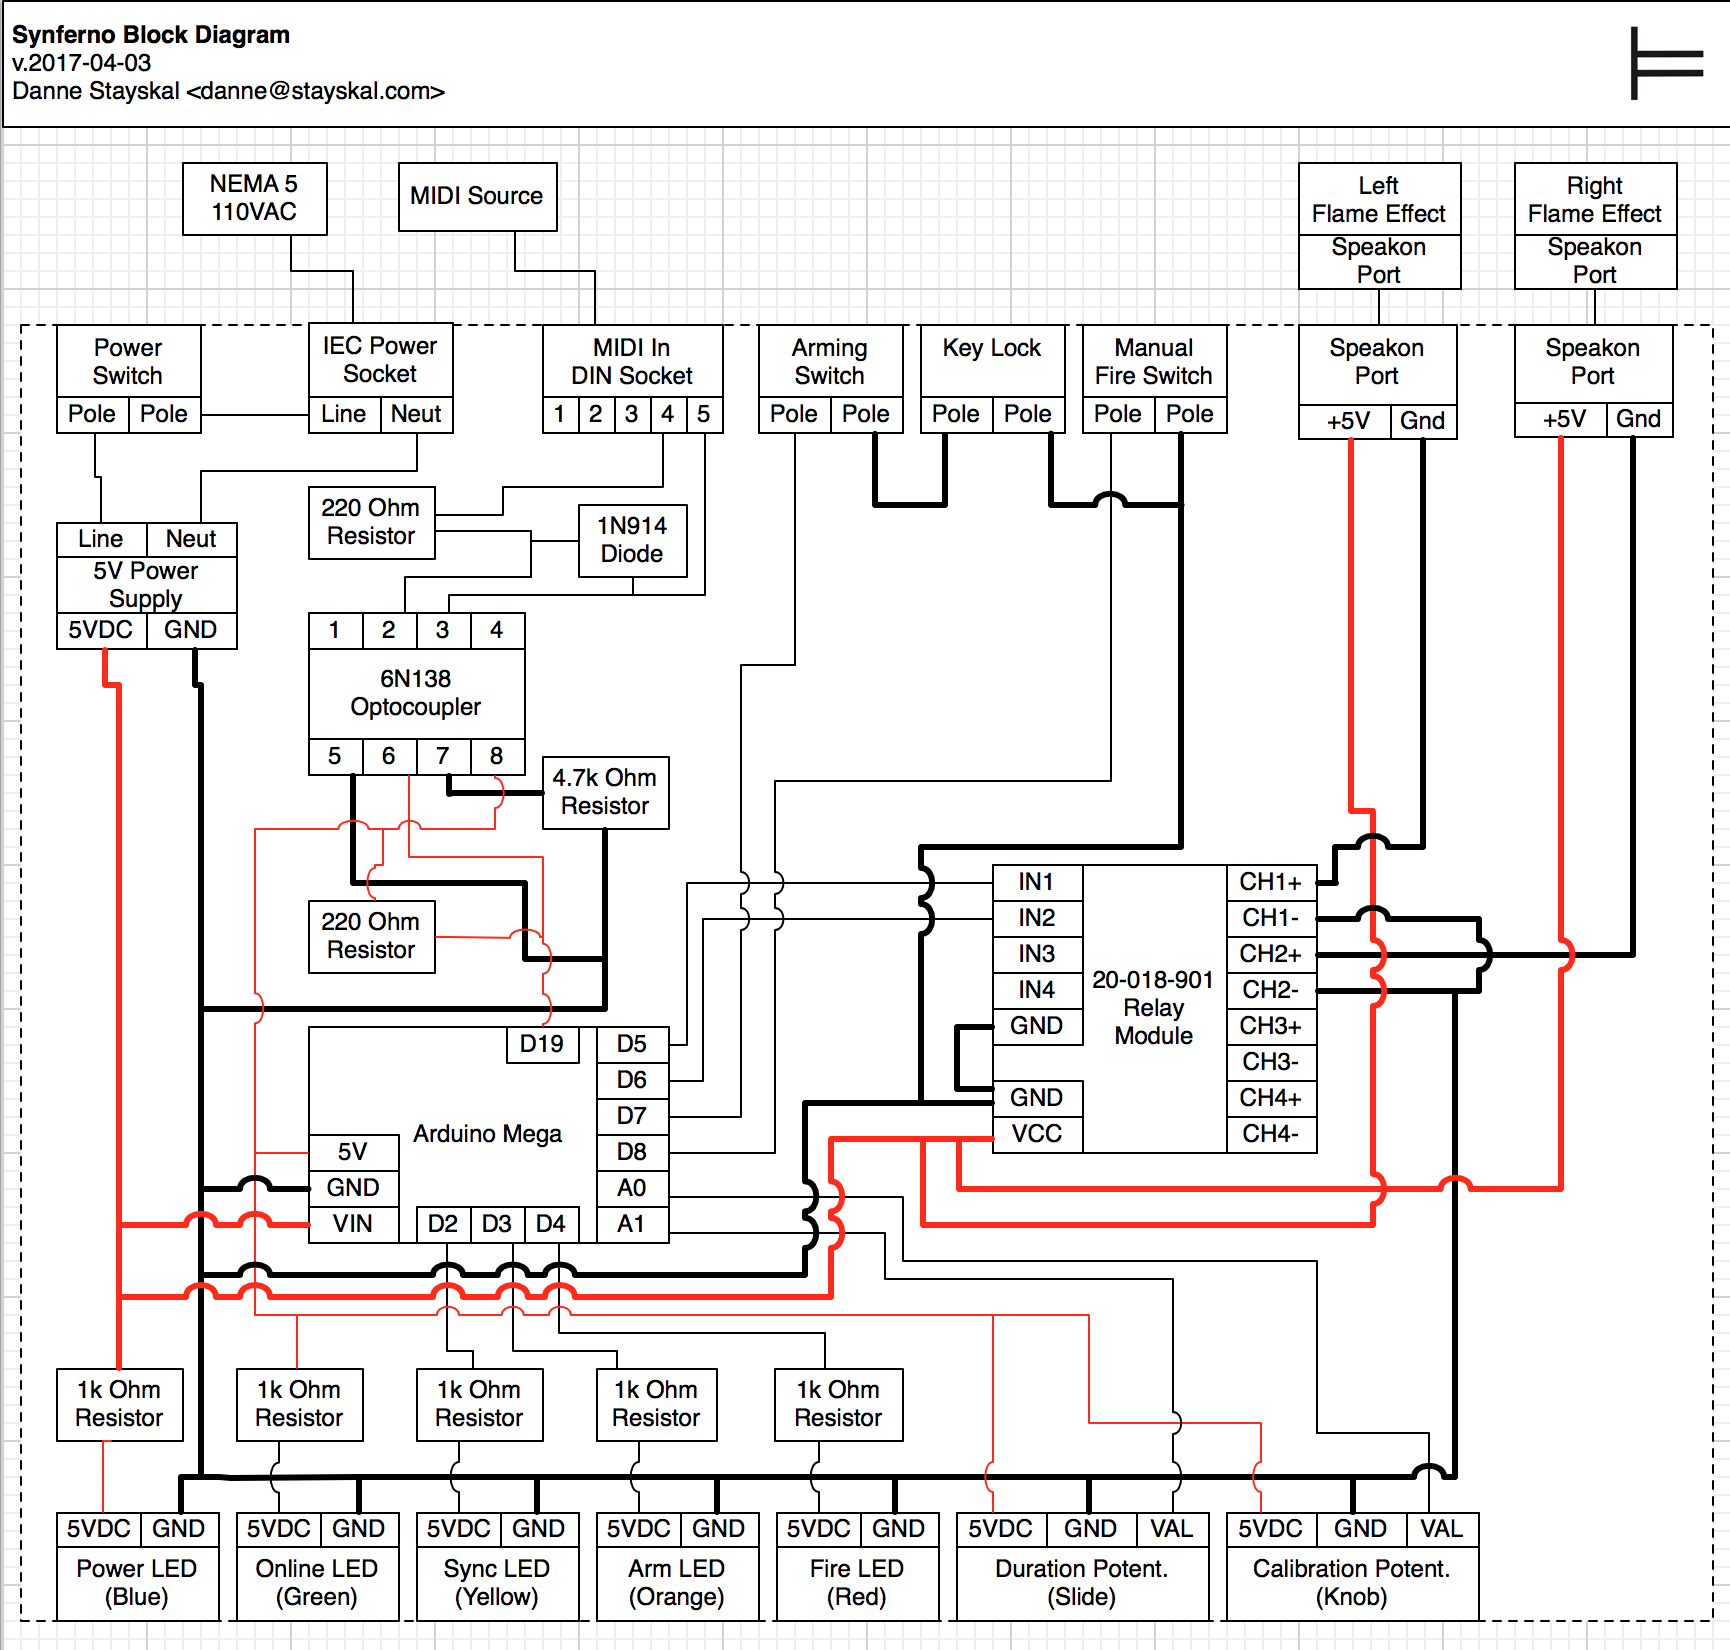 Synferno Block Diagram
v.2017-04-03
Danne Stayskal <danne@stayskal.com>
NEMA 5
110VAC
MIDI Source
Left
Flame Effect
Speakon
Port
Right
Flame Effect
Speakon
Port
Power
Switch
Pole Pole
IEC Power
Socket
Line Neut
MIDI In
DIN Socket
1 2 3 4 5
Arming
Switch
Pole Pole
Key Lock
Pole Pole
Manual
Fire Switch
Pole Pole
Speakon
Port
+5V Gnd
Speakon
Port
+5V Gnd
220 Ohm
Resistor
1N914
Diode
Line Neut
5V Power
Supply
5VDC GND
1 2 3 4
6N138
Optocoupler
5 6 7 8
4.7k Ohm
Resistor
220 Ohm
Resistor
IN1
IN2
IN3
IN4
GND
GND
VCC
20-018-901
Relay
Module
CH1+
CH1-
CH2+
CH2-
CH3+
CH3-
CH4+
CH4-
D19
D5
D6
D7
D8
A0
A1
Arduino Mega
5V
GND
VIN
D2 D3 D4
1k Ohm
Resistor
1k Ohm
Resistor
1k Ohm
Resistor
1k Ohm
Resistor
1k Ohm
Resistor
5VDC GND
Power LED
(Blue)
5VDC GND
Online LED
(Green)
5VDC GND
Sync LED
(Yellow)
5VDC GND
Arm LED
(Orange)
5VDC GND
Fire LED
(Red)
5VDC GND VAL
Duration Potent.
(Slide)
5VDC GND VAL
Calibration Potent.
(Knob)